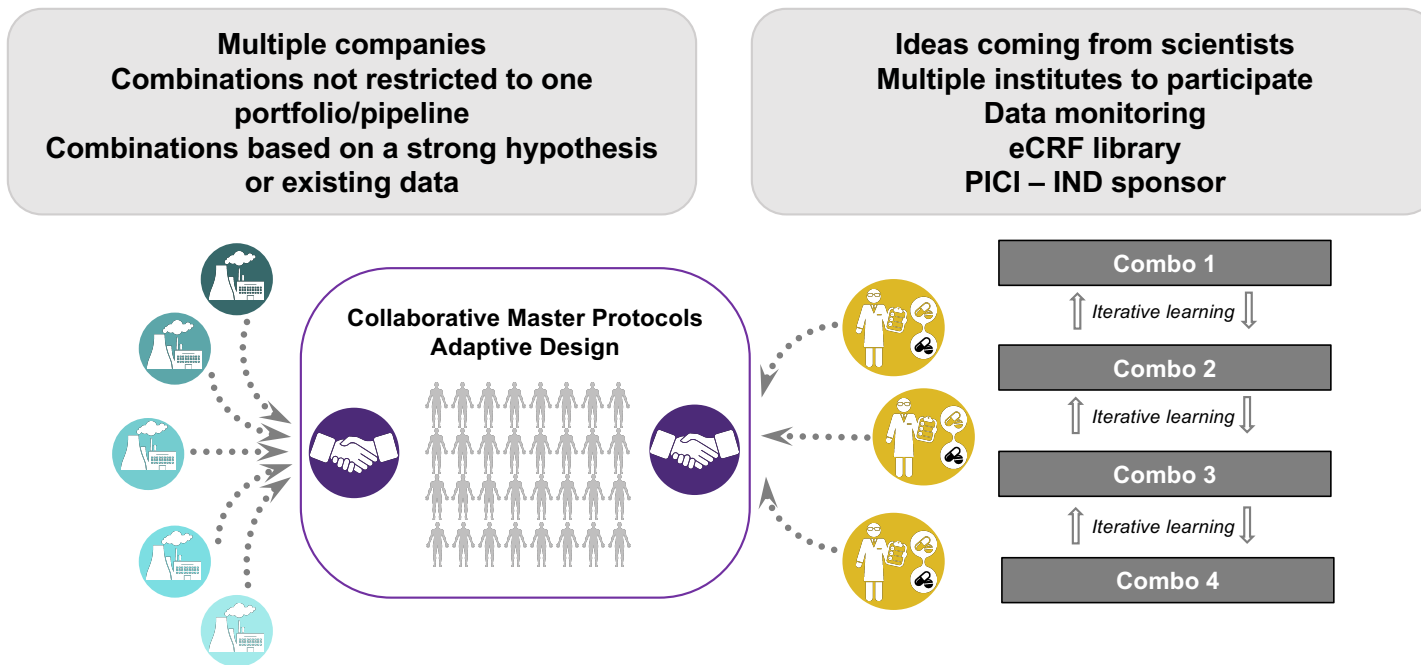 Multiple companies
Combinations not restricted to one
portfolio/pipeline
Combinations based on a strong hypothesis
or existing data
Ideas coming from scientists
Multiple institutes to participate
Data monitoring
eCRF library
PICI – IND sponsor
Collaborative Master Protocols
Adaptive Design
Combo 1
Iterative learning
Combo 2
Iterative learning
Combo 3
Iterative learning
Combo 4